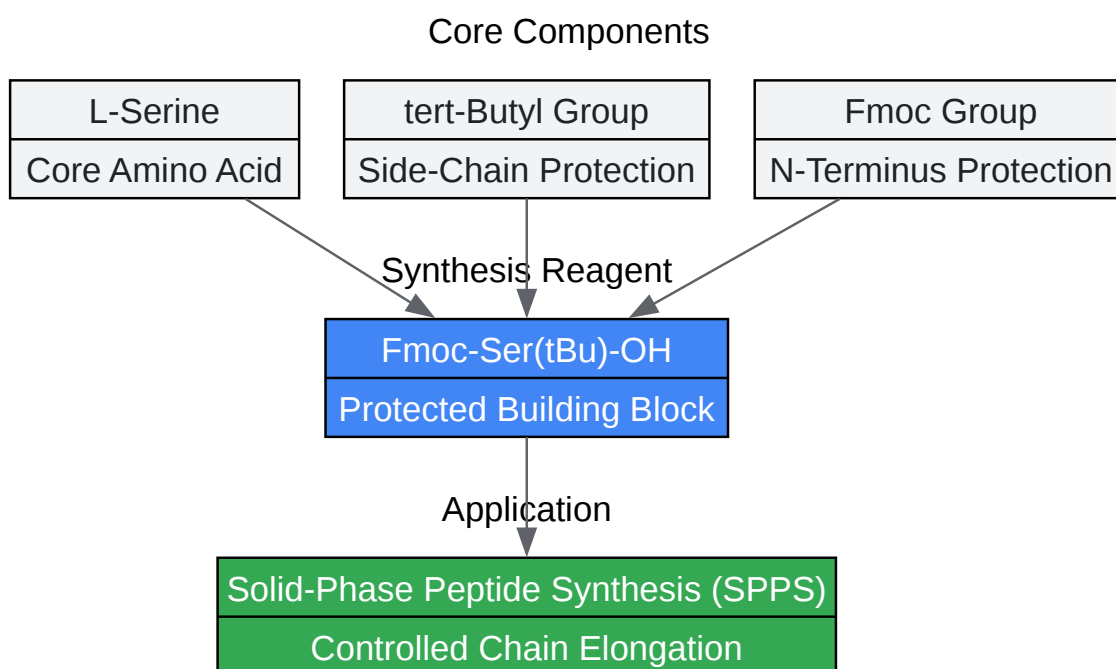 Core Components
L-Serine
Core Amino Acid
tert-Butyl Group
Side-Chain Protection
Fmoc Group
N-Terminus Protection
Synthesis Reagent
Fmoc-Ser(tBu)-OH
Protected Building Block
Application
Solid-Phase Peptide Synthesis (SPPS)
Controlled Chain Elongation